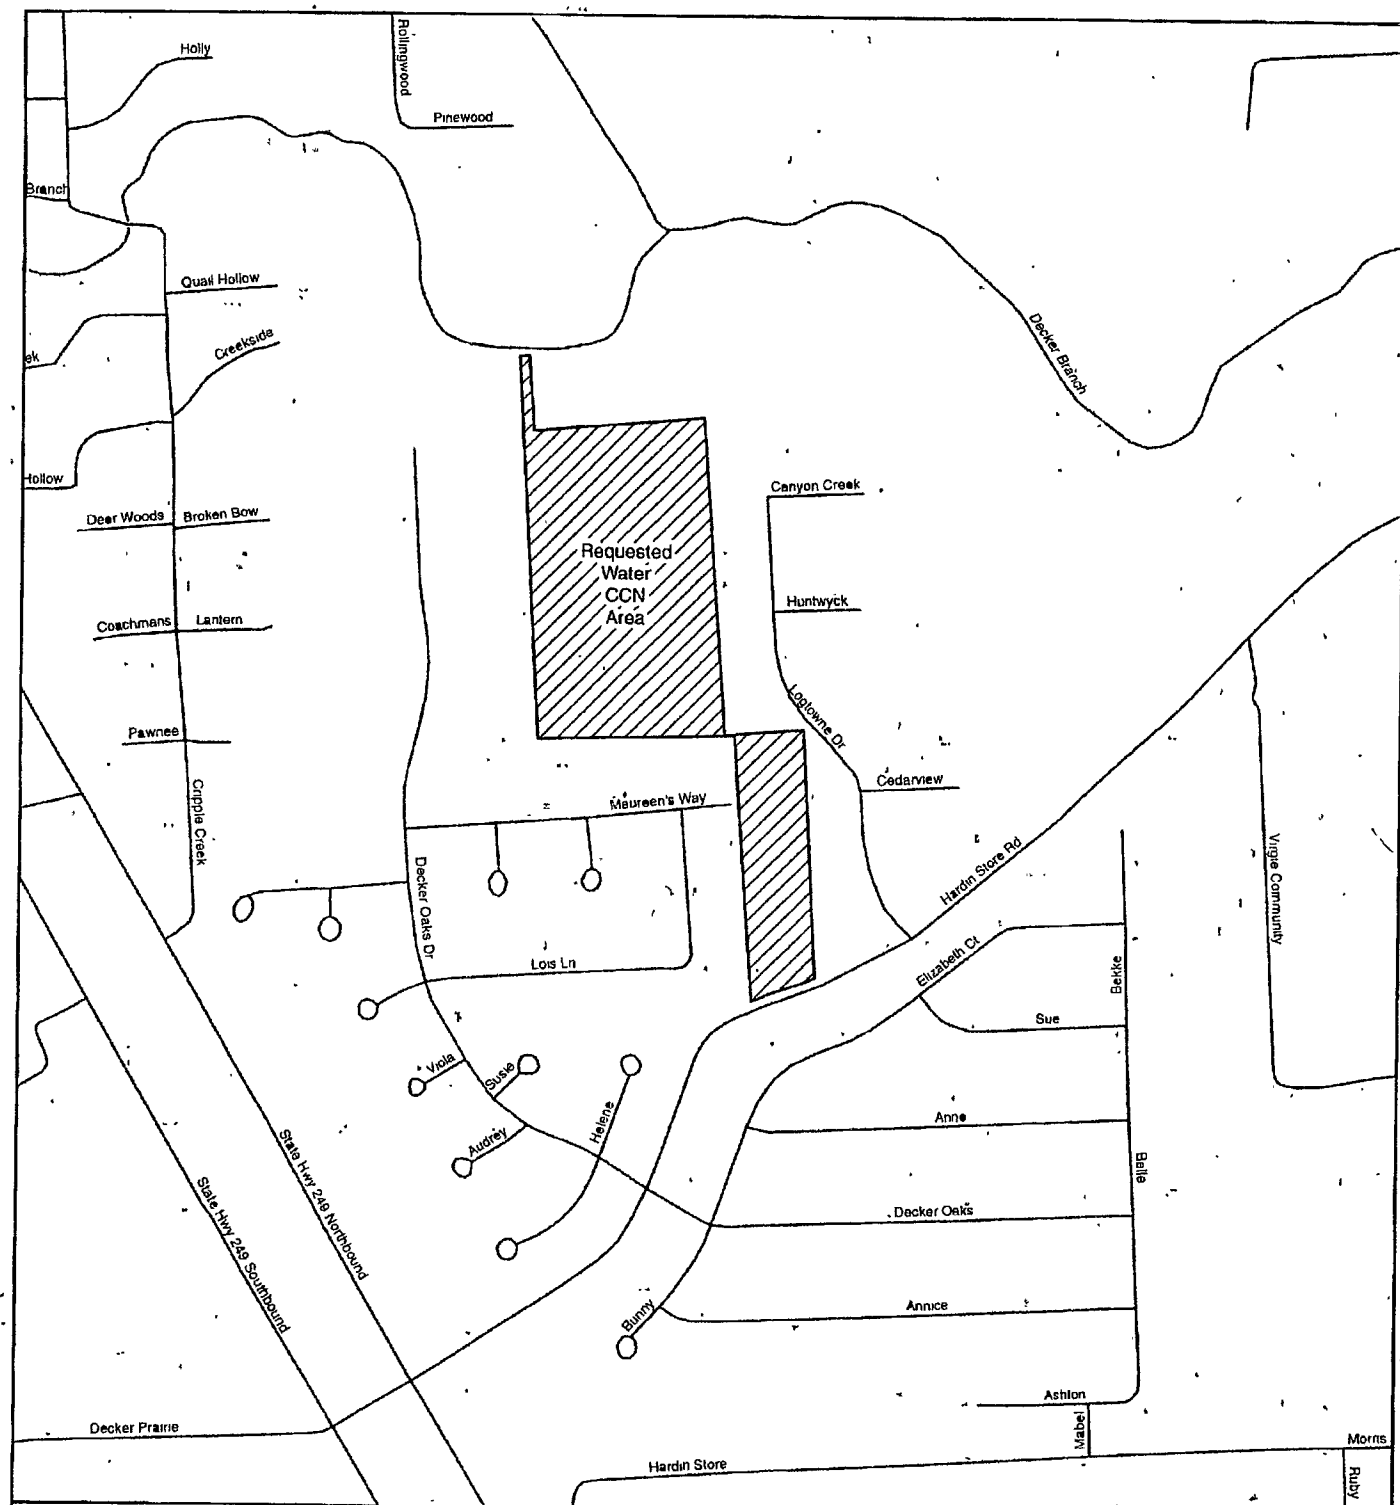 Holly
Rollingwood
Pinewood
Branch
Quail Hollow
Creekside
ek
Decker Branch
Hollow
Canyon Creek
Deer Woods
Broken Bow
Requested
Water
CCN
Area
Huntwyck
Coachmans
Lantern
Logtowne Dr
Pawnee
Cedarview
Cripple Creek
Maureen's Way
Hardin Store Rd
Virgie Community
Decker Oaks Dr
Elizabeth Ct
Lois Ln
Bekke
Sue
Viola
Susie
Helene
Anne
Audrey
State Hwy 249 Northbound
Belle
State Hwy 249 Southbound
Decker Oaks
Bunny
Annice
Ashlon
Decker Prairie
Mabel
Morris
Hardin Store
Ruby